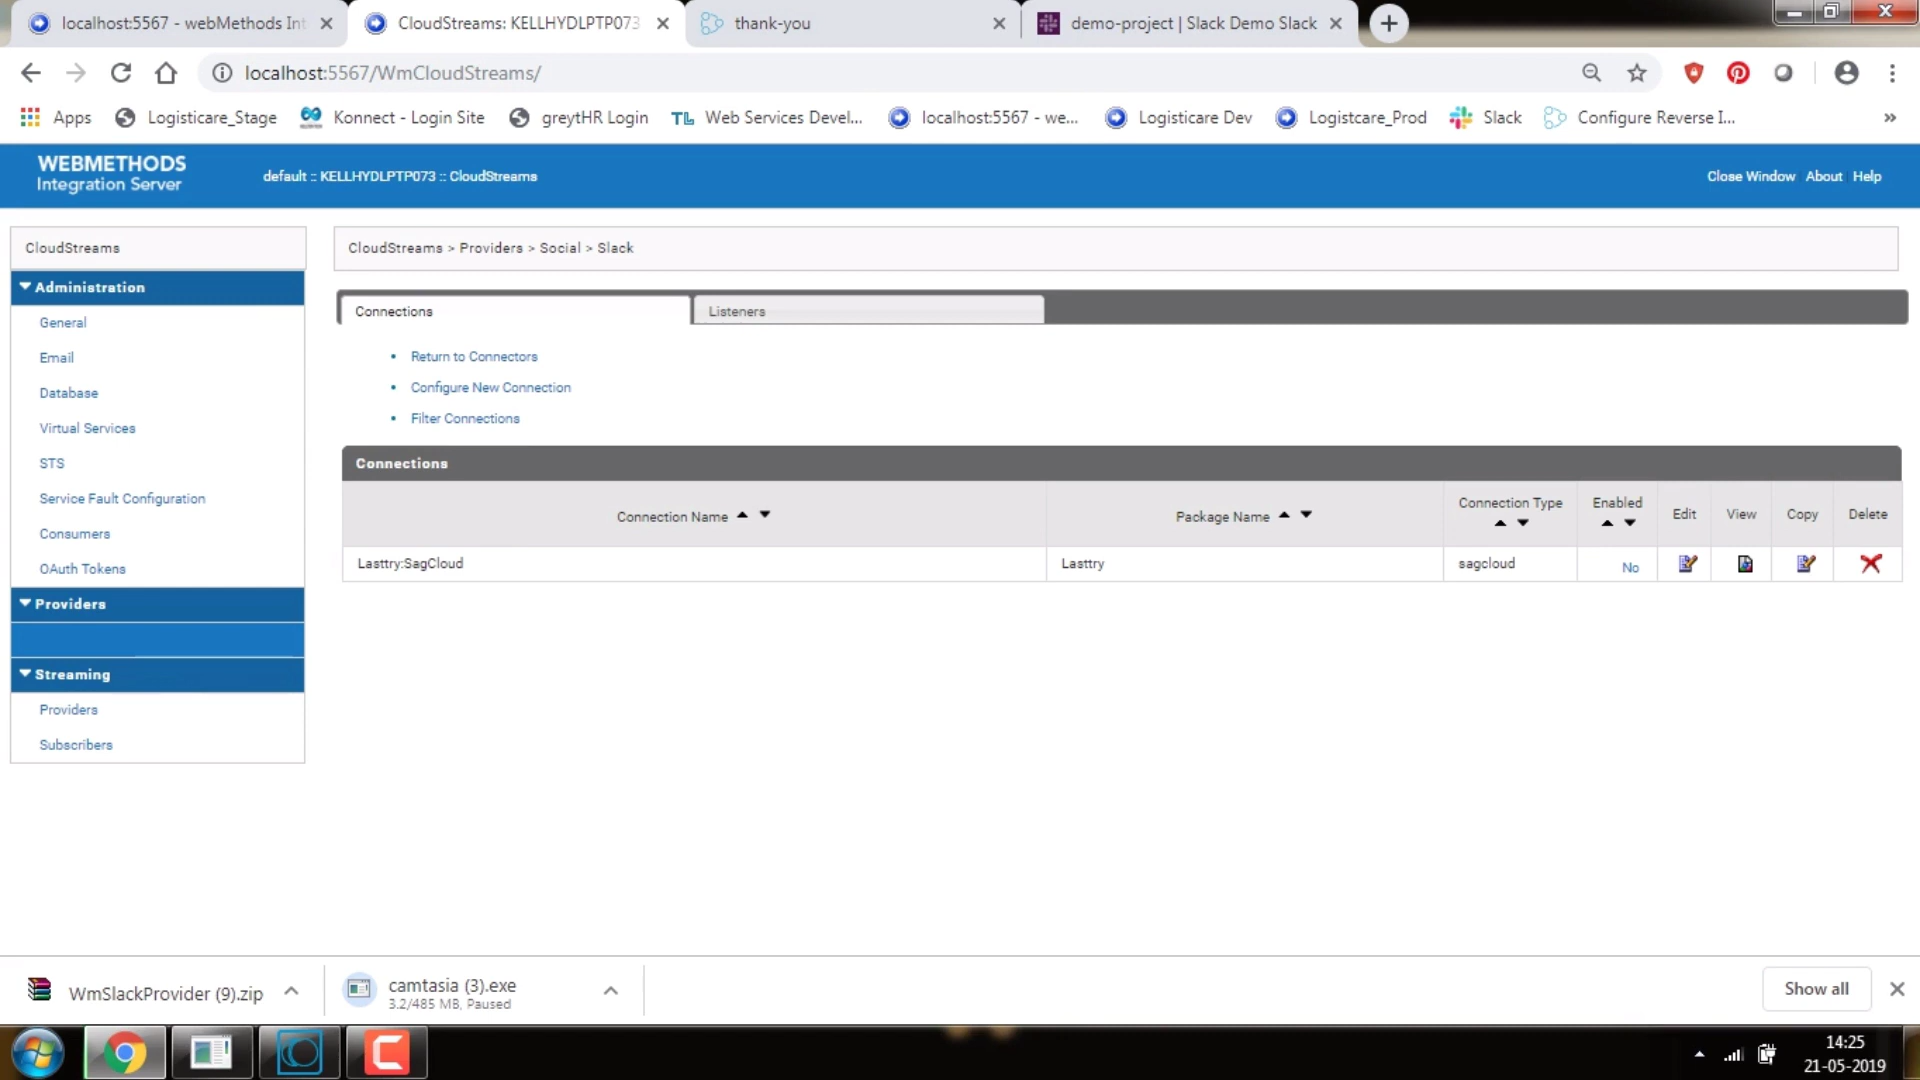 localhost:5567 - webMethods Int
CloudStreams: KELLHYDLPTP073
thank-you
demo-project | Slack Demo Slack
localhost:5567/WmCloudStreams/
Apps
Logisticare_Stage
Konnect - Login Site
greytHR Login
TL
Web Services Devel...
localhost:5567 - we...
Logisticare Dev
Logistcare_Prod
Slack
Configure Reverse I...
»
WEBMETHODS
Integration Server
default :: KELLHYDLPTP073 :: CloudStreams
Close Window About Help
CloudStreams
Administration
General
Email
Database
Virtual Services
STS
Service Fault Configuration
Consumers
OAuth Tokens
Providers
Streaming
Providers
Subscribers
CloudStreams > Providers > Social > Slack
Connections
Listeners
• Return to Connectors
• Configure New Connection
• Filter Connections
Connections
Connection Name Package Name Connection Type Enabled Edit View Copy Delete
Lasttry:SagCloud Lasttry sagcloud No
WmSlackProvider (9).zip
camtasia (3).exe
3.2/485 MB, Paused
Show all
14:25
21-05-2019